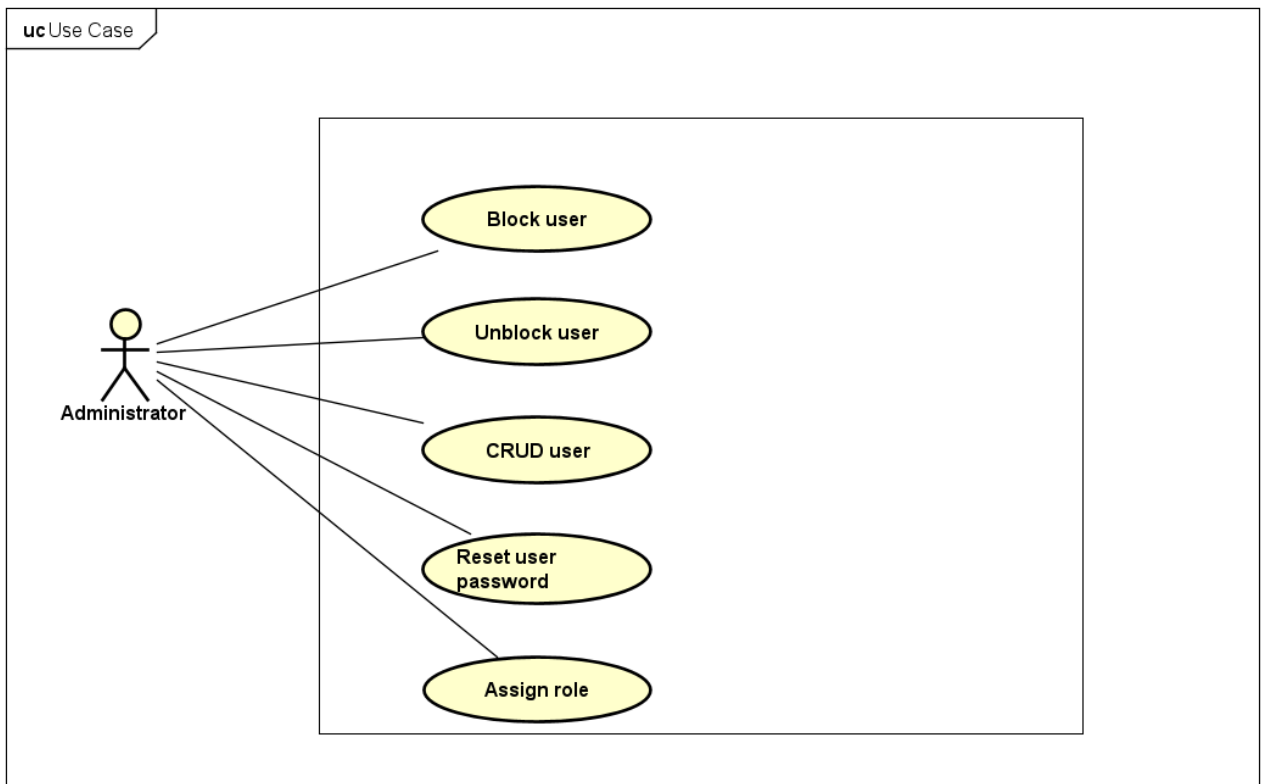 uc Use Case
Block user
Unblock user
Administrator
CRUD user
Reset user
password
Assign role